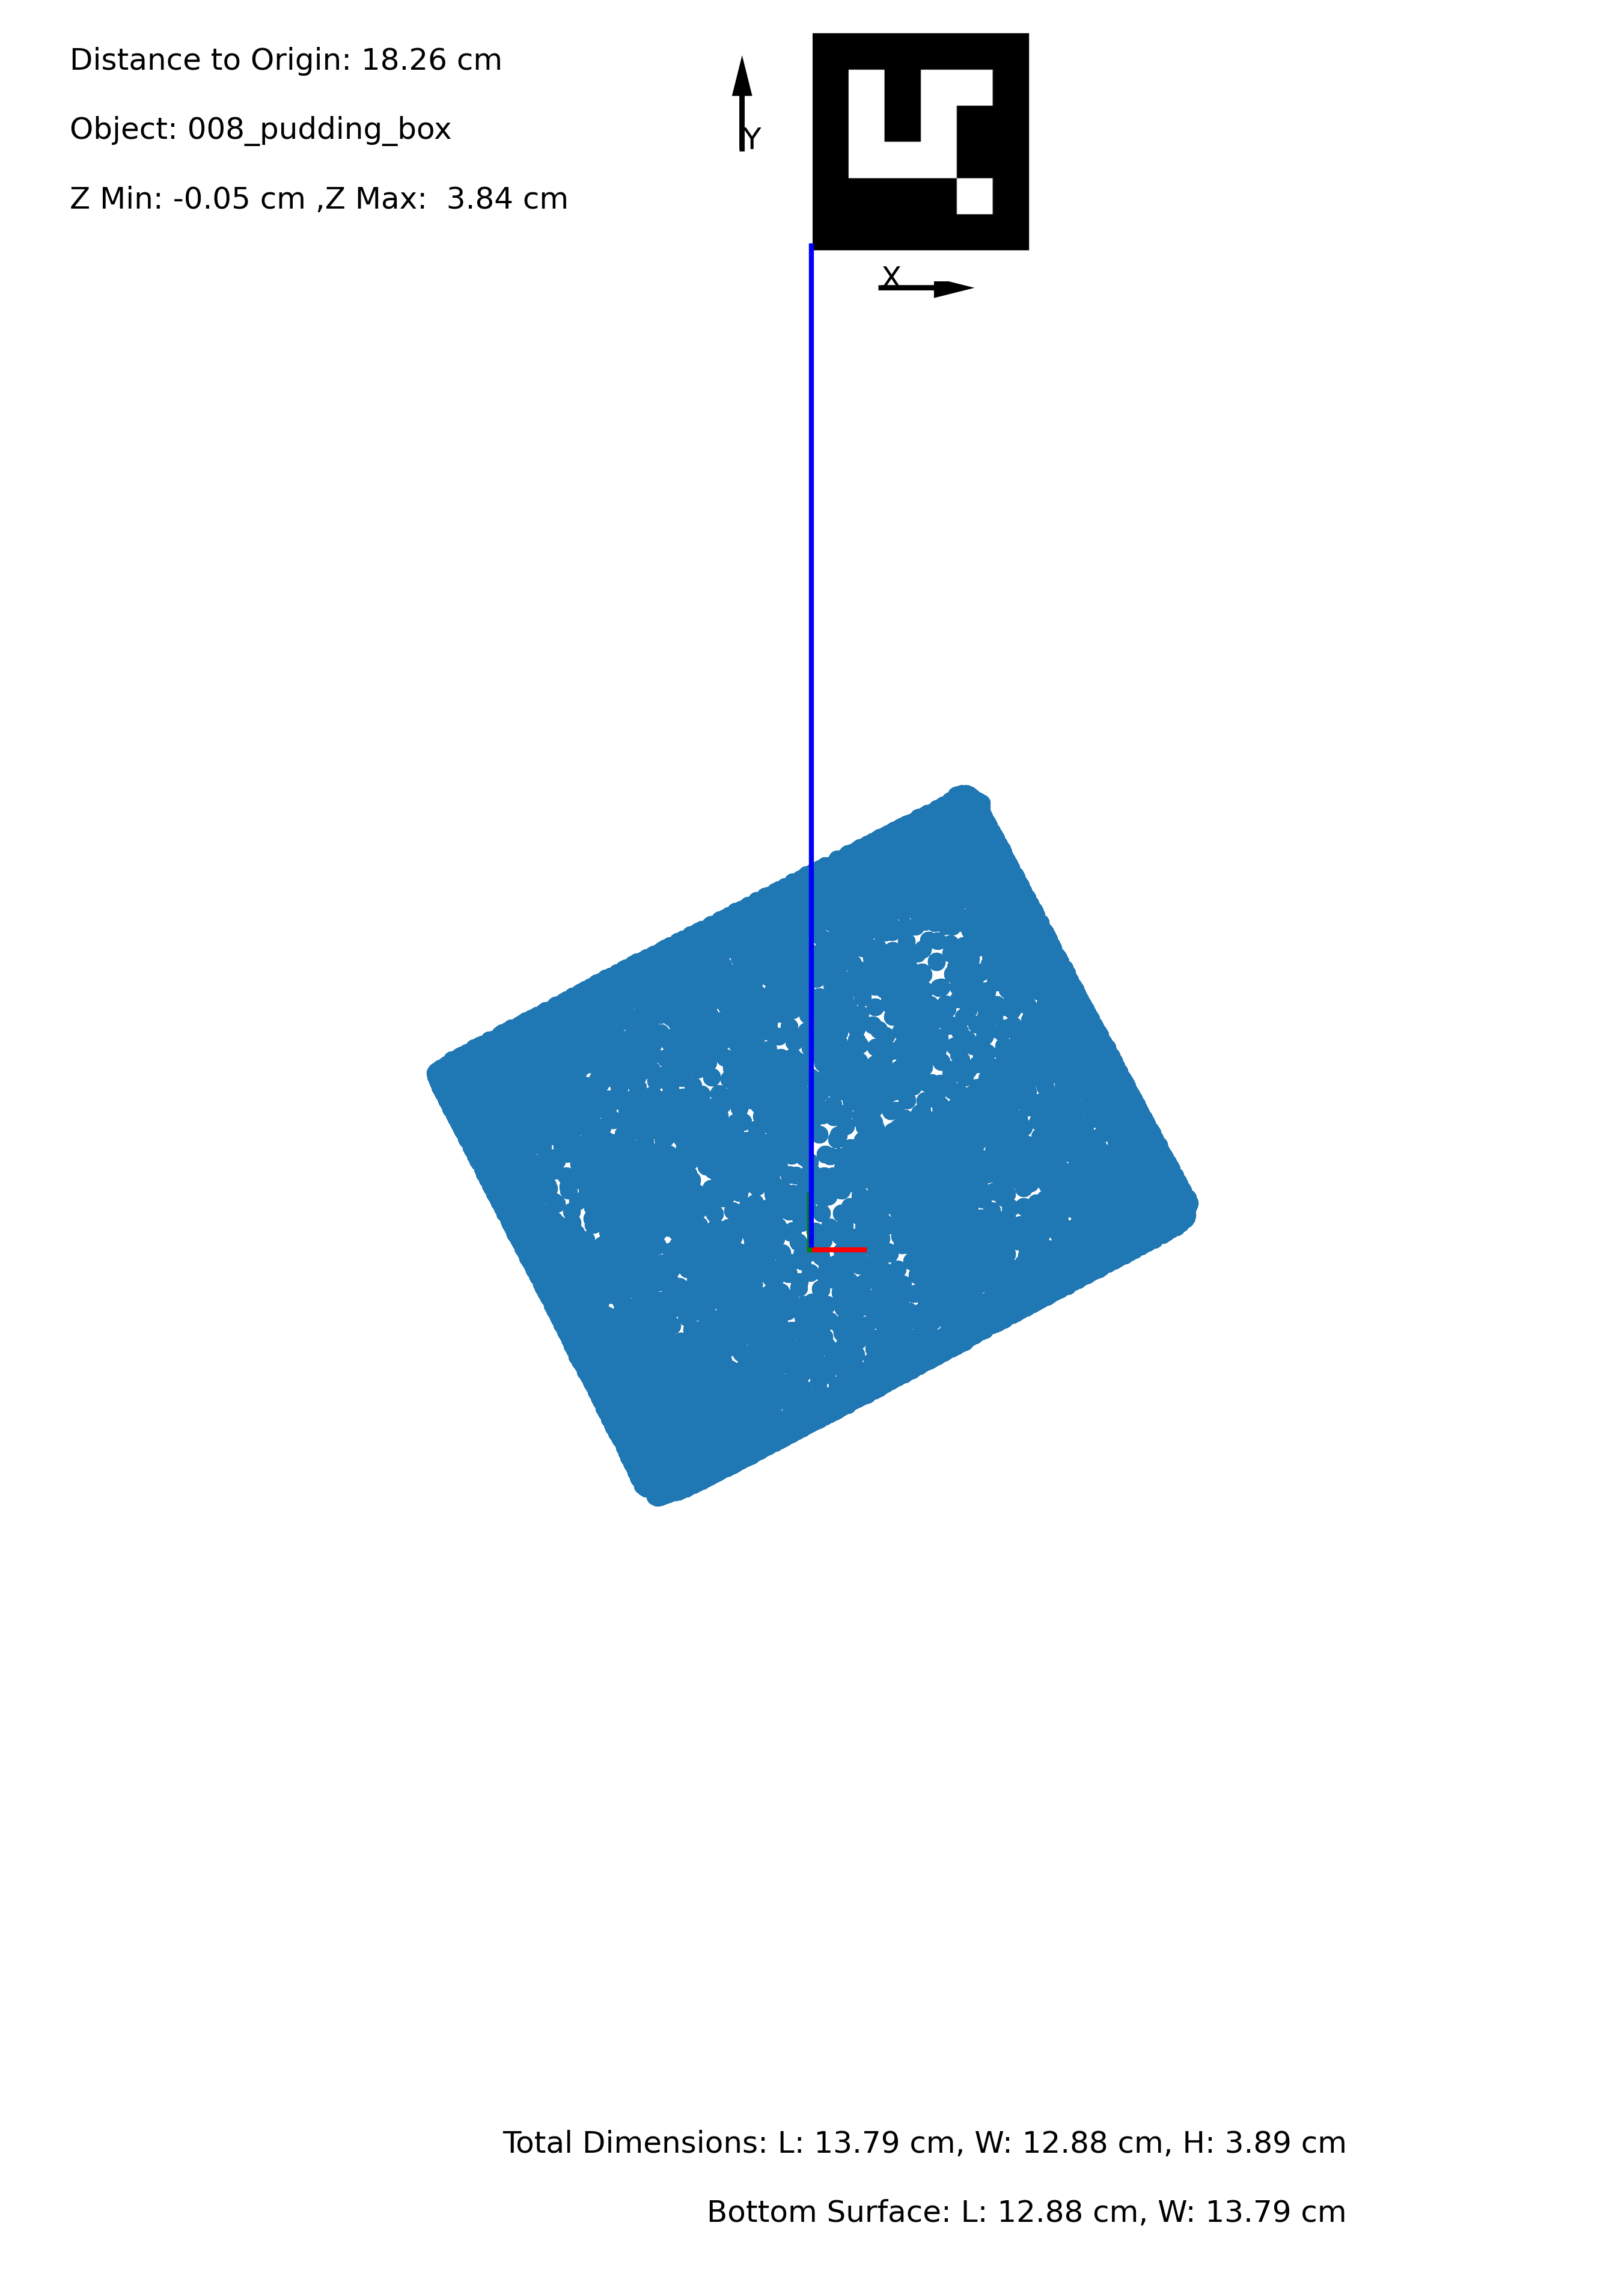 Distance to Origin: 18.26 cm
Object: 008_pudding_box
Z Min: -0.05 cm ,Z Max:  3.84 cm
Y
X
Total Dimensions: L: 13.79 cm, W: 12.88 cm, H: 3.89 cm
Bottom Surface: L: 12.88 cm, W: 13.79 cm